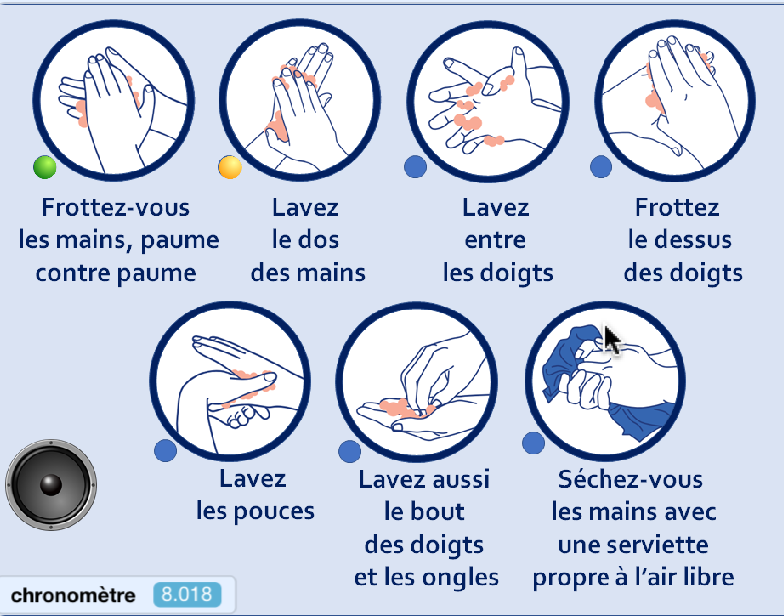 Frottez-vous
les mains, paume
contre paume
Lavez
le dos
des mains
Lavez
entre
les doigts
Frottez
le dessus
des doigts
Lavez
les pouces
Lavez aussi
le bout
des doigts
et les ongles
Séchez-vous
les mains avec
une serviette
propre à l'air libre
chronomètre 8.018